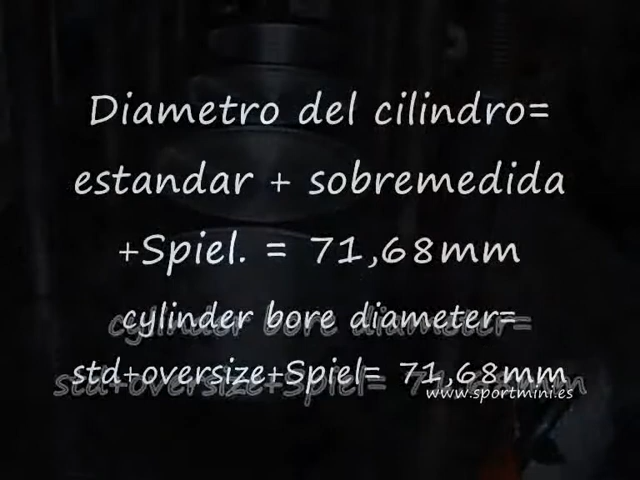 Diametro del cilindro=
estandar + sobremedida
+Spiel. = 71,68mm
cylinder bore diameter=
std+oversize+Spiel= 71,68mm
www.sportmini.es